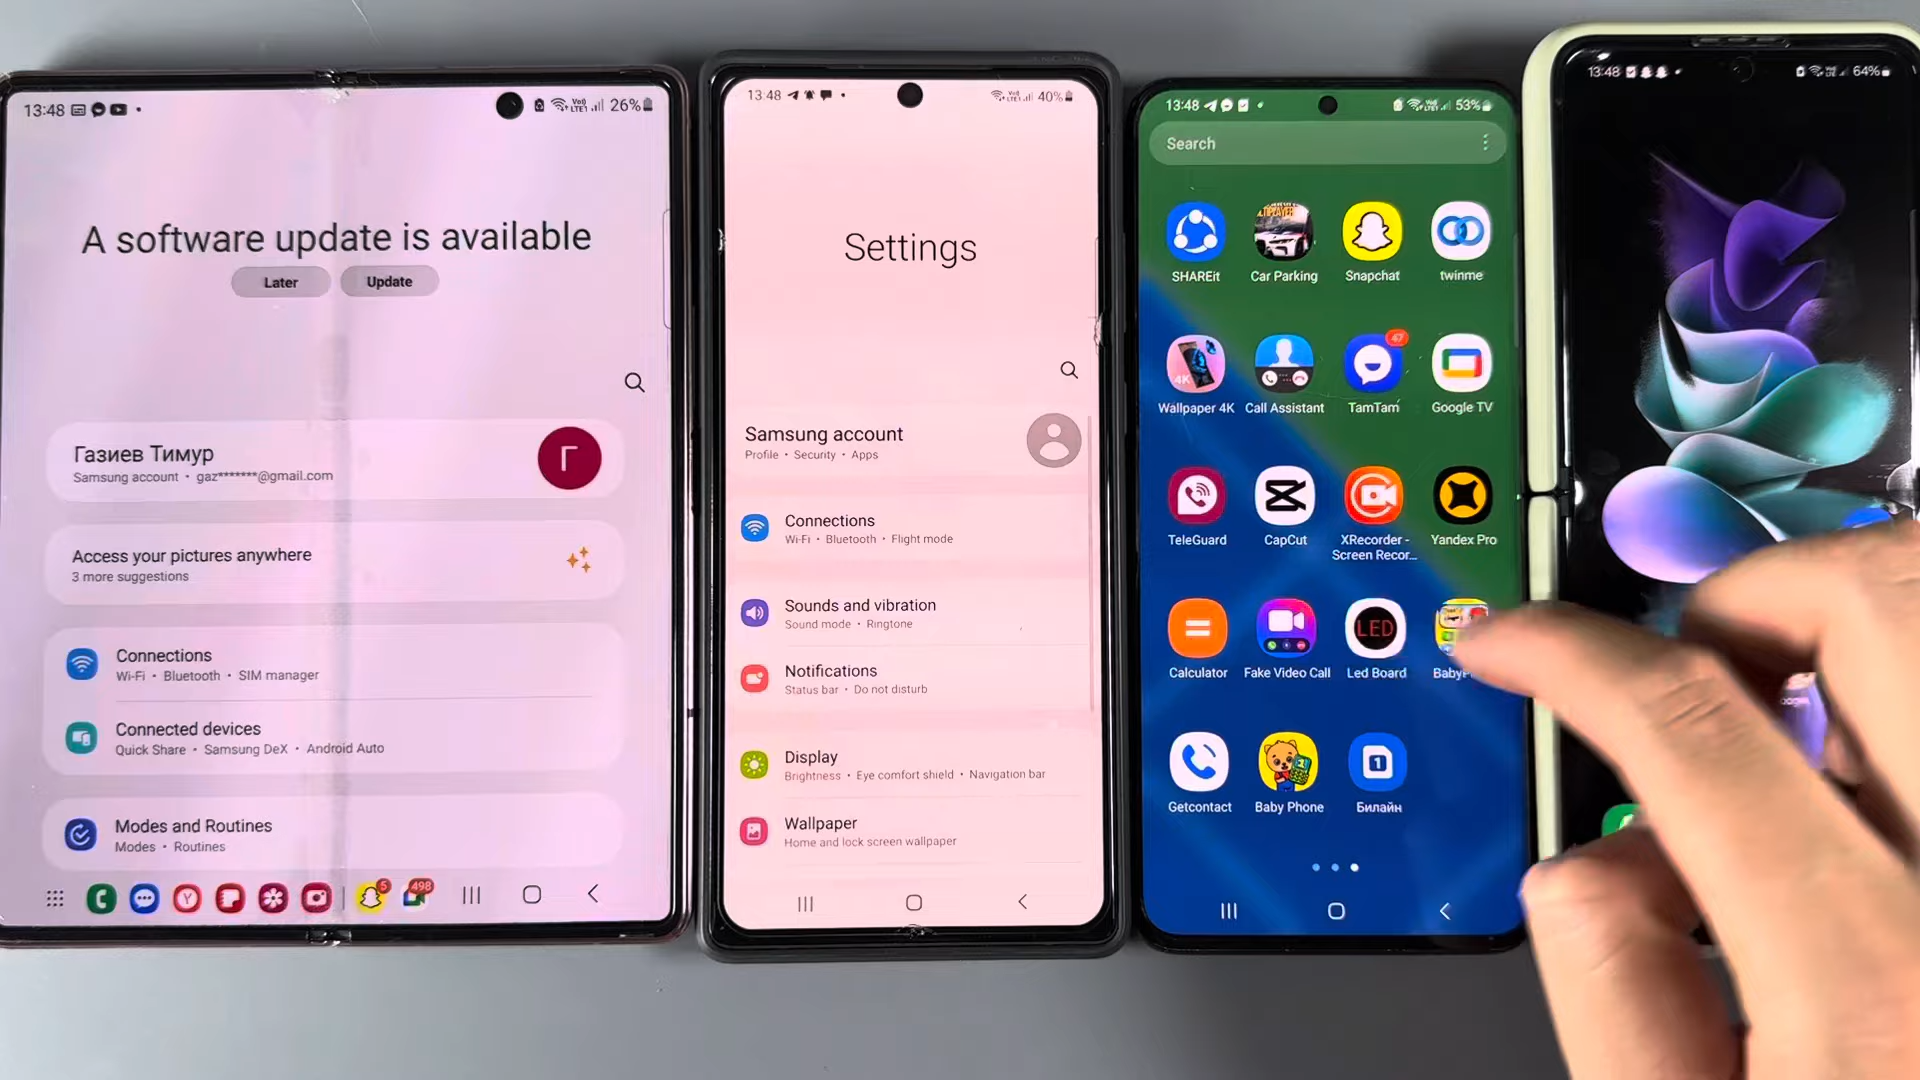 13:48
26%
A software update is available
Later
Update
Газиев Тимур
Samsung account • gaz*******@gmail.com
Г
Access your pictures anywhere
3 more suggestions
Connections
Wi-Fi • Bluetooth • SIM manager
Connected devices
Quick Share • Samsung DeX • Android Auto
Modes and Routines
Modes • Routines
5
498
13:48
40%
Settings
Samsung account
Profile • Security • Apps
Connections
Wi-Fi • Bluetooth • Flight mode
Sounds and vibration
Sound mode • Ringtone
Notifications
Status bar • Do not disturb
Display
Brightness • Eye comfort shield • Navigation bar
Wallpaper
Home and lock screen wallpaper
13:48
53%
Search
SHAREit
Car Parking
Snapchat
twinme
4K
47
Wallpaper 4K
Call Assistant
TamTam
Google TV
TeleGuard
CapCut
XRecorder -
Screen Recor...
Yandex Pro
LED
Calculator
Fake Video Call
Led Board
1
Getcontact
Baby Phone
Билайн
13:48
64%